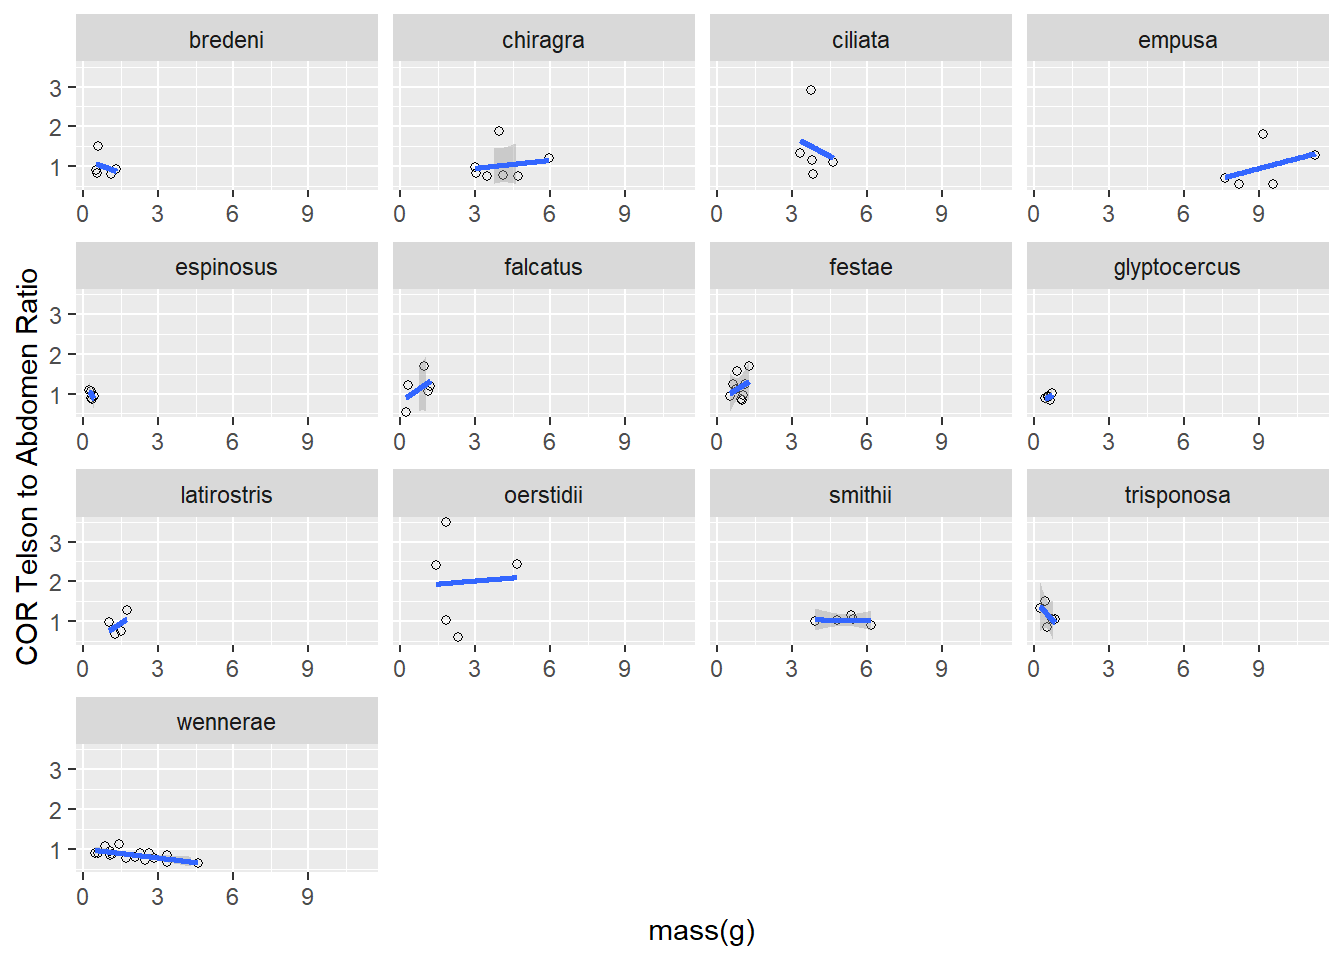 bredeni chiragra ciliata empusa
3
2
1
0 3 6 9 0 3 6 9 0 3 6 9 0 3 6 9
espinosus falcatus festae glyptocercus
3
2
1
0 3 6 9 0 3 6 9 0 3 6 9 0 3 6 9
COR Telson to Abdomen Ratio
latirostris oerstidii smithii trisponosa
3
2
1
0 3 6 9 0 3 6 9 0 3 6 9 0 3 6 9
wennerae
3
2
1
0 3 6 9
mass(g)